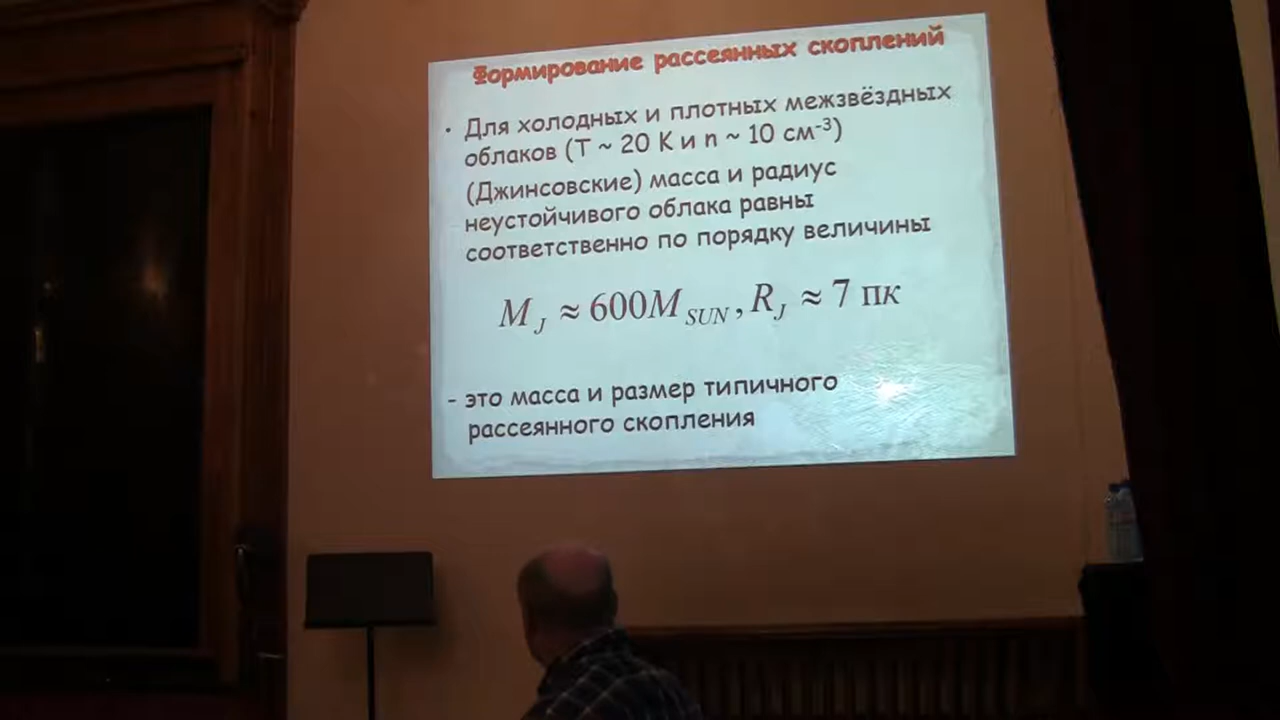 Формирование рассеянных скоплений
• Для холодных и плотных межзвёздных
облаков (T ~ 20 K и n ~ 10 см⁻³)
(Джинсовские) масса и радиус
неустойчивого облака равны
соответственно по порядку величины
M_J ≈ 600M_SUN, R_J ≈ 7 пк
- это масса и размер типичного
рассеянного скопления